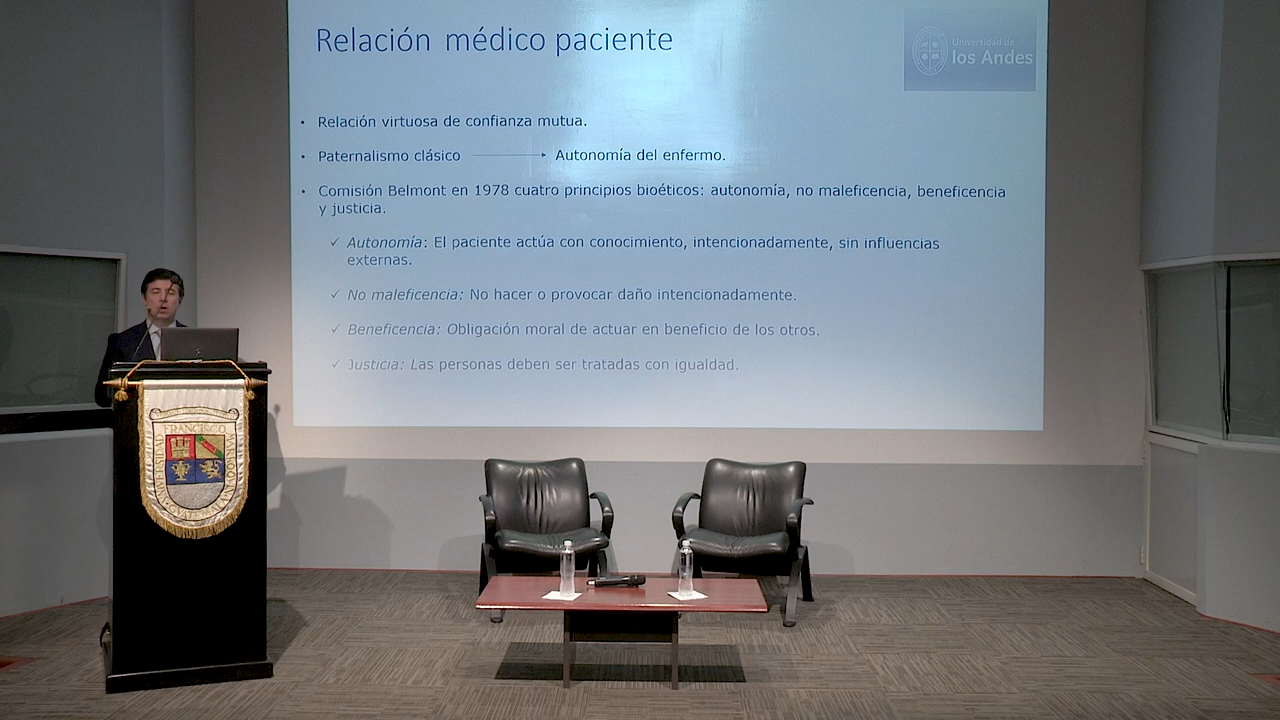 Relación médico paciente
Universidad de
los Andes
• Relación virtuosa de confianza mutua.
• Paternalismo clásico → Autonomía del enfermo.
• Comisión Belmont en 1978 cuatro principios bioéticos: autonomía, no maleficencia, beneficencia
y justicia.
✓ Autonomía: El paciente actúa con conocimiento, intencionadamente, sin influencias
externas.
✓ No maleficencia: No hacer o provocar daño intencionadamente.
✓ Beneficencia: Obligación moral de actuar en beneficio de los otros.
✓ Justicia: Las personas deben ser tratadas con igualdad.
FRANCISCO